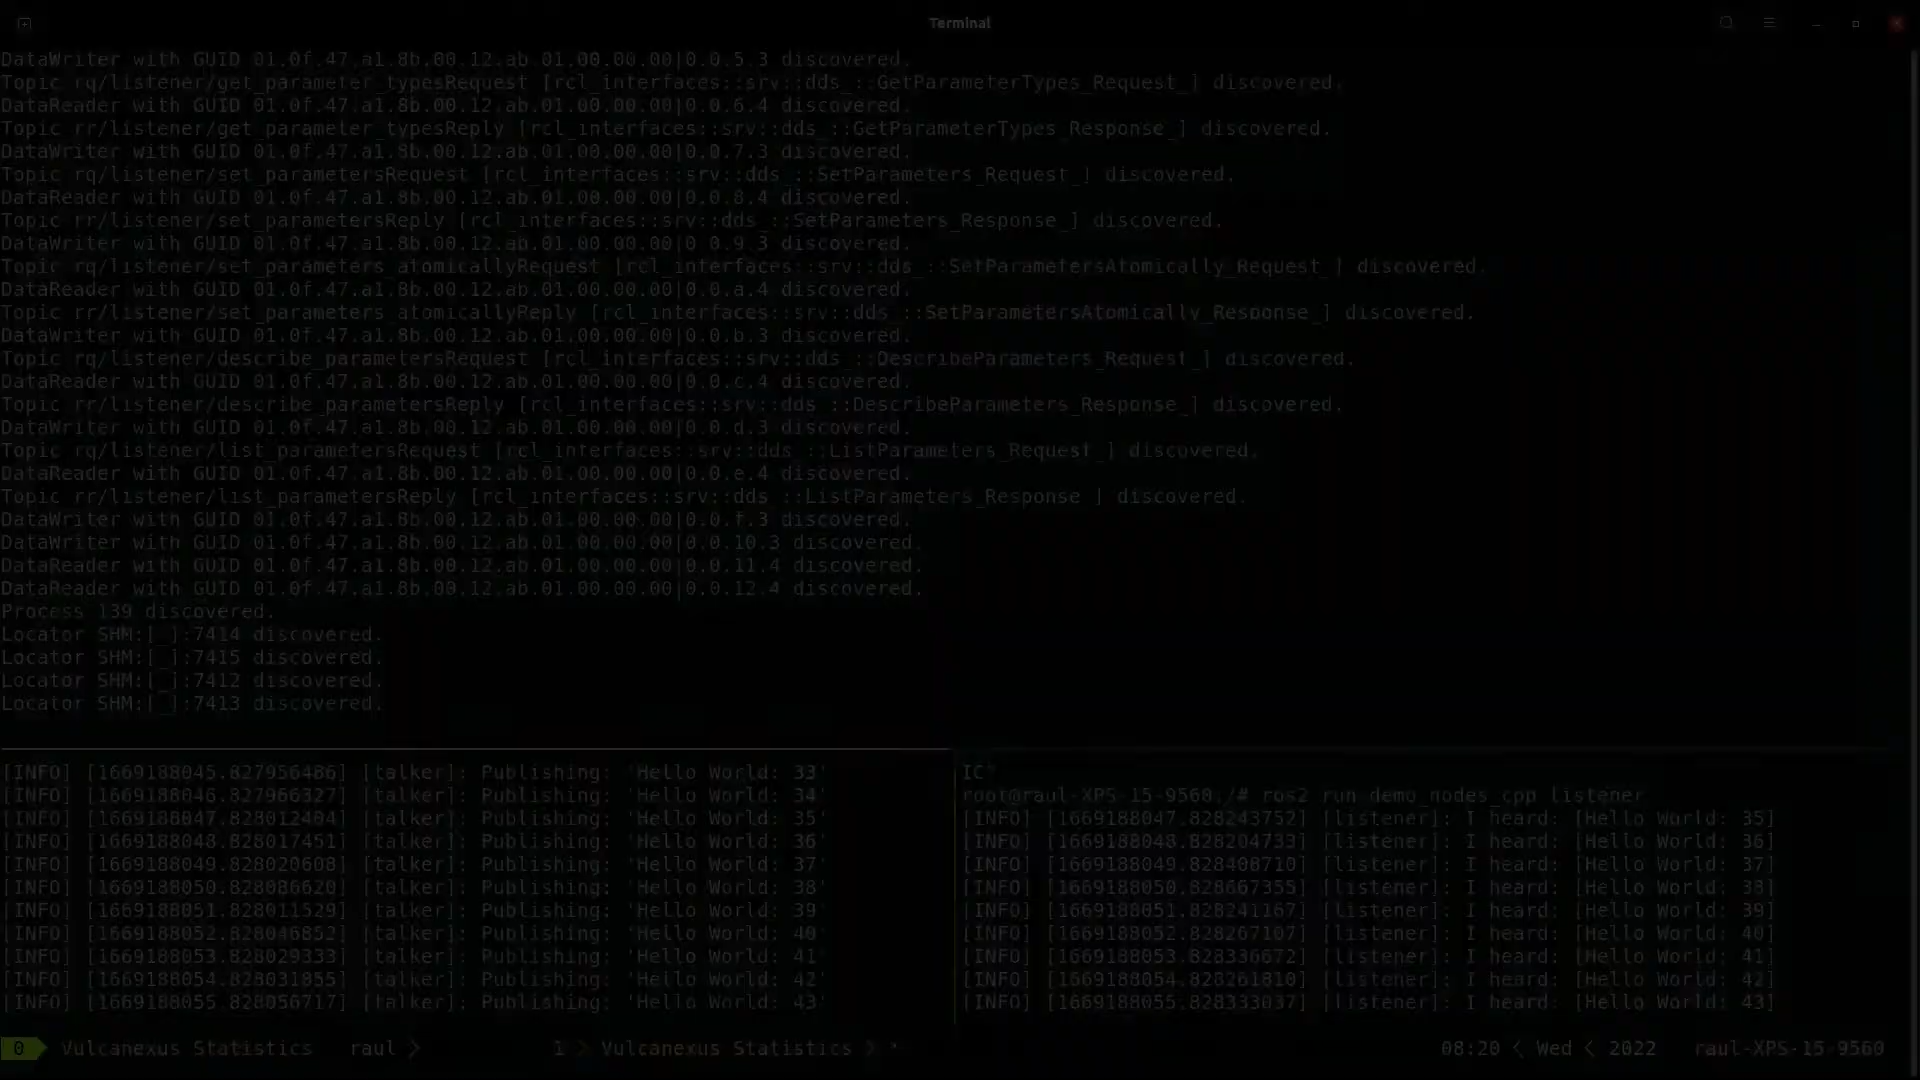 Terminal
DataWriter with GUID 01.0f.47.a1.8b.00.12.ab.01.00.00.00|0.0.5.3 discovered.
Topic rq/listener/get_parameter_typesRequest [rcl_interfaces::srv::dds_::GetParameterTypes_Request_] discovered.
DataReader with GUID 01.0f.47.a1.8b.00.12.ab.01.00.00.00|0.0.6.4 discovered.
Topic rr/listener/get_parameter_typesReply [rcl_interfaces::srv::dds_::GetParameterTypes_Response_] discovered.
DataWriter with GUID 01.0f.47.a1.8b.00.12.ab.01.00.00.00|0.0.7.3 discovered.
Topic rq/listener/set_parametersRequest [rcl_interfaces::srv::dds_::SetParameters_Request_] discovered.
DataReader with GUID 01.0f.47.a1.8b.00.12.ab.01.00.00.00|0.0.8.4 discovered.
Topic rr/listener/set_parametersReply [rcl_interfaces::srv::dds_::SetParameters_Response_] discovered.
DataWriter with GUID 01.0f.47.a1.8b.00.12.ab.01.00.00.00|0.0.9.3 discovered.
Topic rq/listener/set_parameters_atomicallyRequest [rcl_interfaces::srv::dds_::SetParametersAtomically_Request_] discovered.
DataReader with GUID 01.0f.47.a1.8b.00.12.ab.01.00.00.00|0.0.a.4 discovered.
Topic rr/listener/set_parameters_atomicallyReply [rcl_interfaces::srv::dds_::SetParametersAtomically_Response_] discovered.
DataWriter with GUID 01.0f.47.a1.8b.00.12.ab.01.00.00.00|0.0.b.3 discovered.
Topic rq/listener/describe_parametersRequest [rcl_interfaces::srv::dds_::DescribeParameters_Request_] discovered.
DataReader with GUID 01.0f.47.a1.8b.00.12.ab.01.00.00.00|0.0.c.4 discovered.
Topic rr/listener/describe_parametersReply [rcl_interfaces::srv::dds_::DescribeParameters_Response_] discovered.
DataWriter with GUID 01.0f.47.a1.8b.00.12.ab.01.00.00.00|0.0.d.3 discovered.
Topic rq/listener/list_parametersRequest [rcl_interfaces::srv::dds_::ListParameters_Request_] discovered.
DataReader with GUID 01.0f.47.a1.8b.00.12.ab.01.00.00.00|0.0.e.4 discovered.
Topic rr/listener/list_parametersReply [rcl_interfaces::srv::dds_::ListParameters_Response_] discovered.
DataWriter with GUID 01.0f.47.a1.8b.00.12.ab.01.00.00.00|0.0.f.3 discovered.
DataWriter with GUID 01.0f.47.a1.8b.00.12.ab.01.00.00.00|0.0.10.3 discovered.
DataReader with GUID 01.0f.47.a1.8b.00.12.ab.01.00.00.00|0.0.11.4 discovered.
DataReader with GUID 01.0f.47.a1.8b.00.12.ab.01.00.00.00|0.0.12.4 discovered.
Process 139 discovered.
Locator SHM:[_]:7414 discovered.
Locator SHM:[_]:7415 discovered.
Locator SHM:[_]:7412 discovered.
Locator SHM:[_]:7413 discovered.
[INFO] [1669188045.827956486] [talker]: Publishing: 'Hello World: 33'
[INFO] [1669188046.827966327] [talker]: Publishing: 'Hello World: 34'
[INFO] [1669188047.828012404] [talker]: Publishing: 'Hello World: 35'
[INFO] [1669188048.828017451] [talker]: Publishing: 'Hello World: 36'
[INFO] [1669188049.828020608] [talker]: Publishing: 'Hello World: 37'
[INFO] [1669188050.828086620] [talker]: Publishing: 'Hello World: 38'
[INFO] [1669188051.828011529] [talker]: Publishing: 'Hello World: 39'
[INFO] [1669188052.828046852] [talker]: Publishing: 'Hello World: 40'
[INFO] [1669188053.828029333] [talker]: Publishing: 'Hello World: 41'
[INFO] [1669188054.828031855] [talker]: Publishing: 'Hello World: 42'
[INFO] [1669188055.828056717] [talker]: Publishing: 'Hello World: 43'
IC"
root@raul-XPS-15-9560:/# ros2 run demo_nodes_cpp listener
[INFO] [1669188047.828243752] [listener]: I heard: [Hello World: 35]
[INFO] [1669188048.828204733] [listener]: I heard: [Hello World: 36]
[INFO] [1669188049.828408710] [listener]: I heard: [Hello World: 37]
[INFO] [1669188050.828667355] [listener]: I heard: [Hello World: 38]
[INFO] [1669188051.828241167] [listener]: I heard: [Hello World: 39]
[INFO] [1669188052.828267107] [listener]: I heard: [Hello World: 40]
[INFO] [1669188053.828336672] [listener]: I heard: [Hello World: 41]
[INFO] [1669188054.828261810] [listener]: I heard: [Hello World: 42]
[INFO] [1669188055.828333037] [listener]: I heard: [Hello World: 43]
0 Vulcanexus Statistics raul 1 Vulcanexus Statistics 08:20 < Wed < 2022 raul-XPS-15-9560